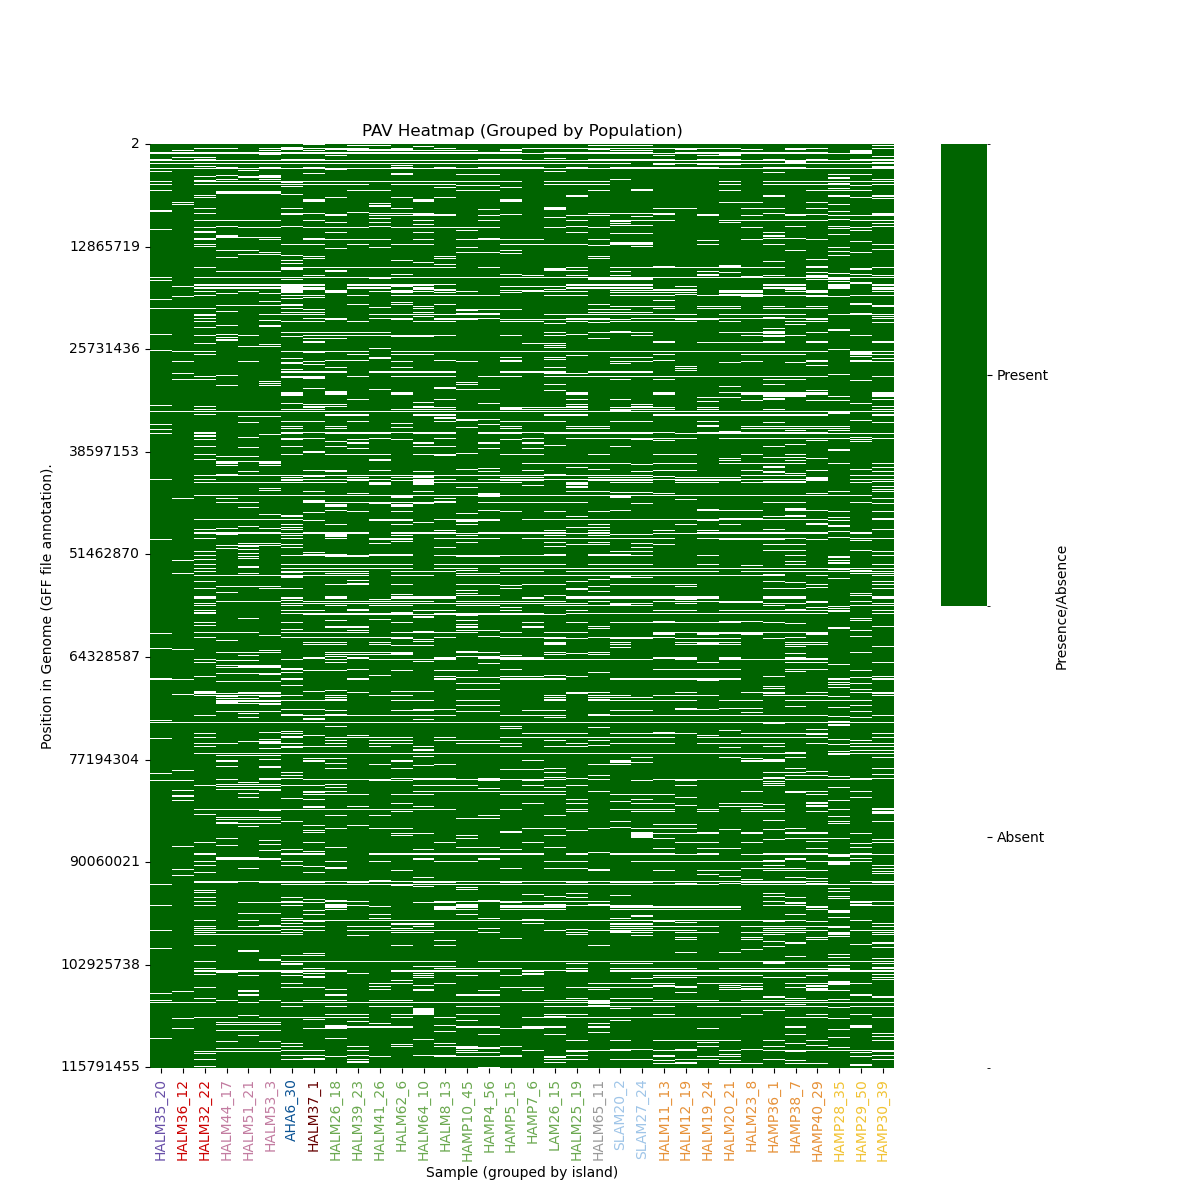 PAV Heatmap (Grouped by Population)
2
12865719
25731436
38597153
51462870
64328587
77194304
90060021
102925738
115791455
Position in Genome (GFF file annotation).
HALM35_20
HALM36_12
HALM32_22
HALM44_17
HALM51_21
HALM53_3
AHA6_30
HALM37_1
HALM26_18
HALM39_23
HALM41_26
HALM62_6
HALM64_10
HALM8_13
HAMP10_45
HAMP4_56
HAMP5_15
HAMP7_6
LAM26_15
HALM25_19
HALM65_11
SLAM20_2
SLAM27_24
HALM11_13
HALM12_19
HALM19_24
HALM20_21
HALM23_8
HAMP36_1
HAMP38_7
HAMP40_29
HAMP28_35
HAMP29_50
HAMP30_39
Sample (grouped by island)
Present
Absent
Presence/Absence